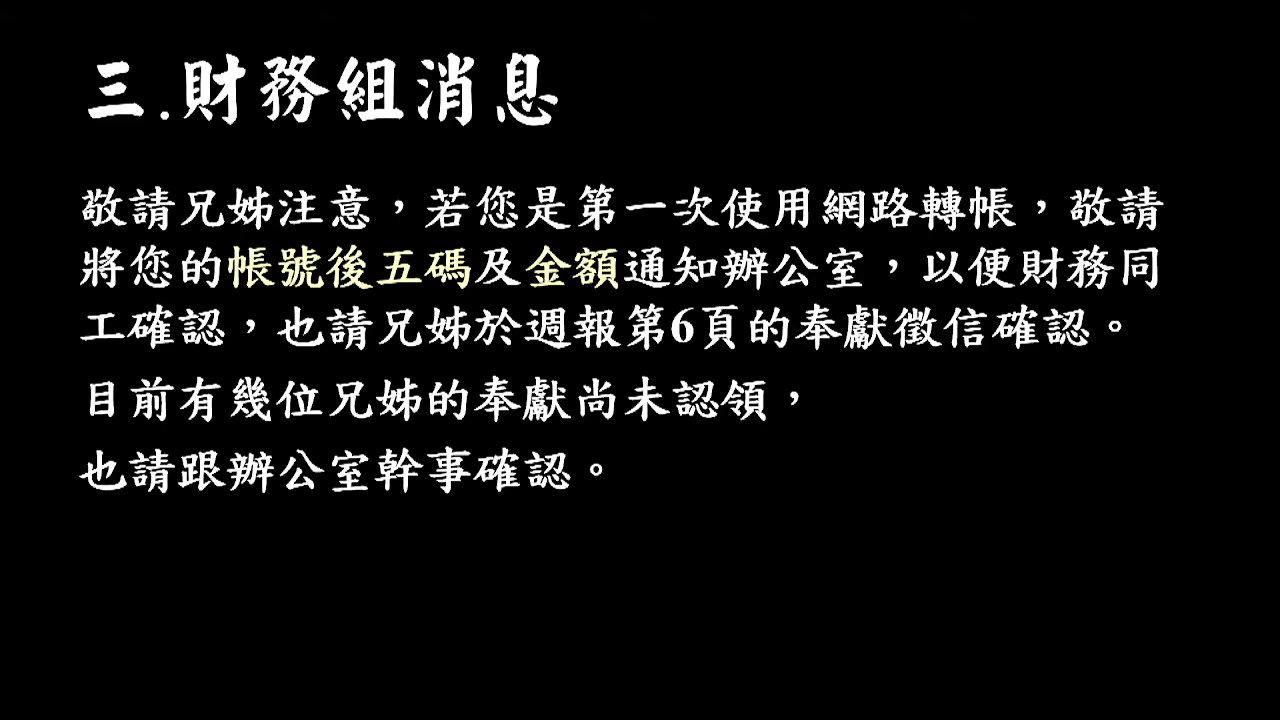 三.財務組消息
敬請兄姊注意，若您是第一次使用網路轉帳，敬請
將您的帳號後五碼及金額通知辦公室，以便財務同
工確認，也請兄姊於週報第6頁的奉獻徵信確認。
目前有幾位兄姊的奉獻尚未認領，
也請跟辦公室幹事確認。